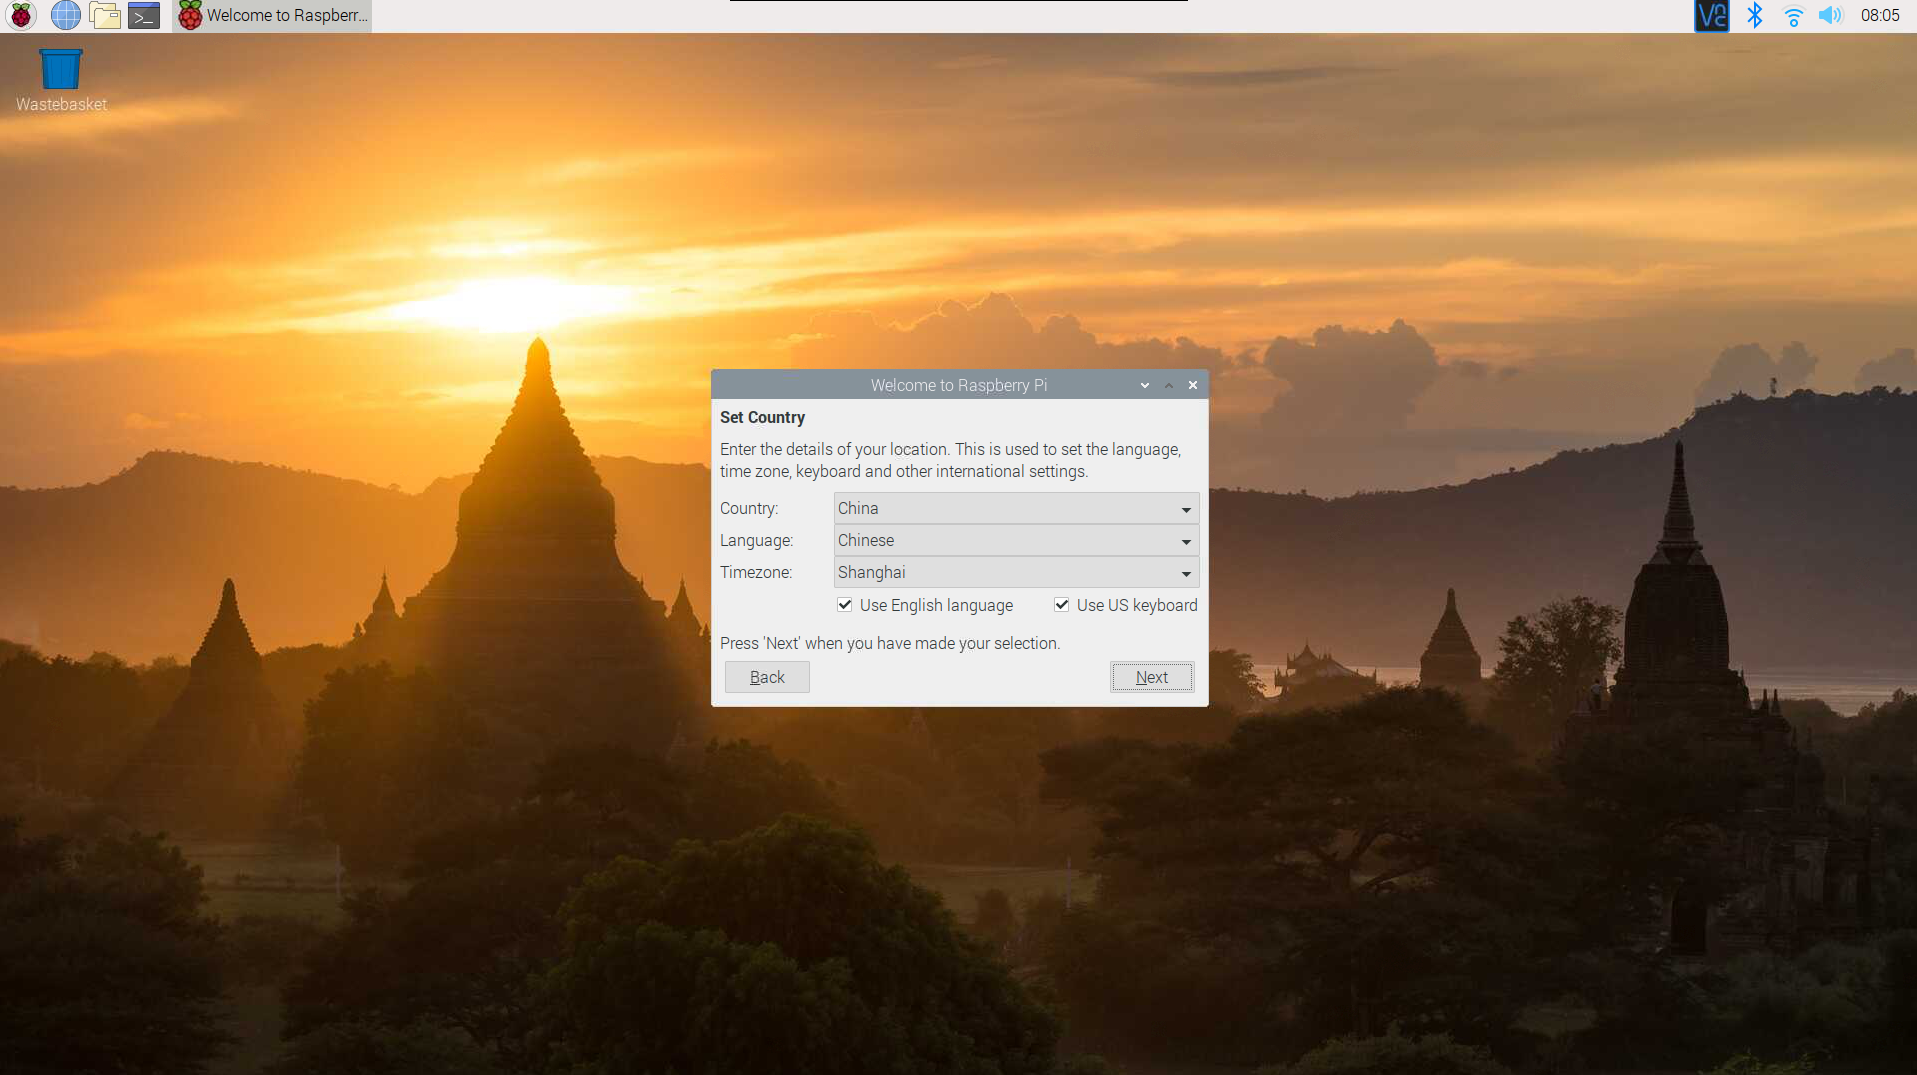 Welcome to Raspberr...
VNC
08:05
Wastebasket
Welcome to Raspberry Pi
Set Country
Enter the details of your location. This is used to set the language,
time zone, keyboard and other international settings.
Country: China
Language: Chinese
Timezone: Shanghai
Use English language Use US keyboard
Press 'Next' when you have made your selection.
Back Next